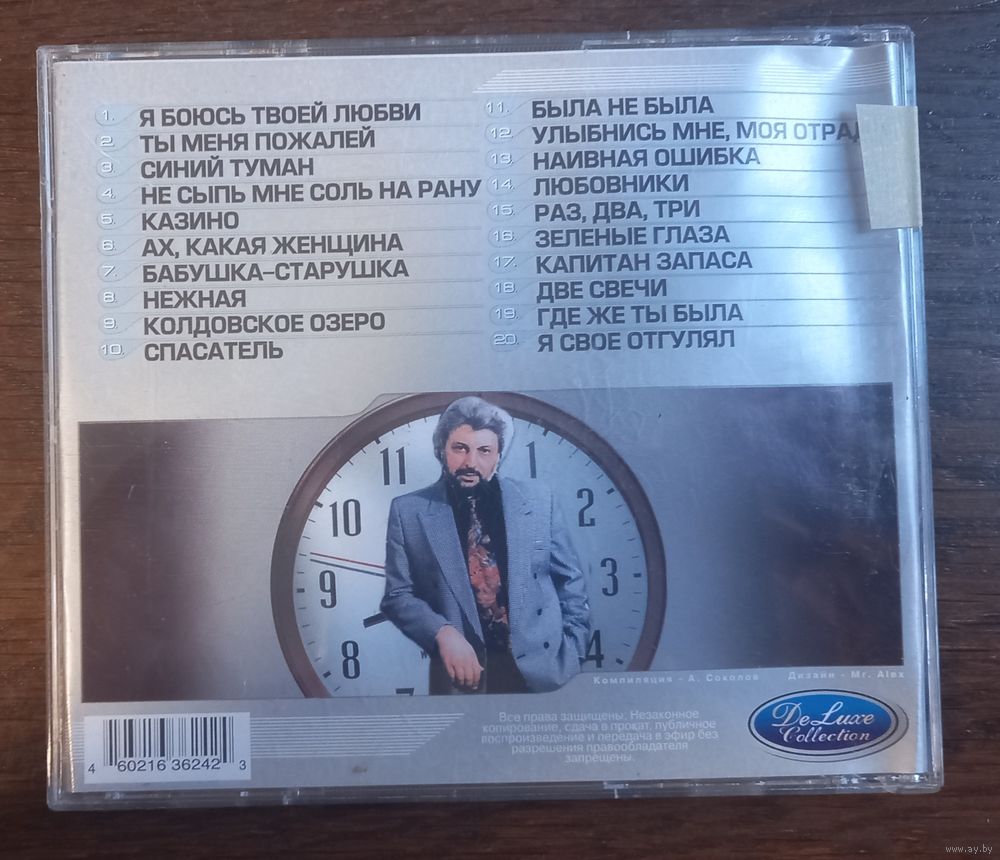 1. Я БОЮСЬ ТВОЕЙ ЛЮБВИ
2. ТЫ МЕНЯ ПОЖАЛЕЙ
3. СИНИЙ ТУМАН
4. НЕ СЫПЬ МНЕ СОЛЬ НА РАНУ
5. КАЗИНО
6. АХ, КАКАЯ ЖЕНЩИНА
7. БАБУШКА-СТАРУШКА
8. НЕЖНАЯ
9. КОЛДОВСКОЕ ОЗЕРО
10. СПАСАТЕЛЬ
11. БЫЛА НЕ БЫЛА
12. УЛЫБНИСЬ МНЕ, МОЯ ОТРАД
13. НАИВНАЯ ОШИБКА
14. ЛЮБОВНИКИ
15. РАЗ, ДВА, ТРИ
16. ЗЕЛЕНЫЕ ГЛАЗА
17. КАПИТАН ЗАПАСА
18. ДВЕ СВЕЧИ
19. ГДЕ ЖЕ ТЫ БЫЛА
20. Я СВОЕ ОТГУЛЯЛ
11 1
10 2
9 3
8 4
7
Компиляция - А. Соколов Дизайн - Mr. Alex
Все права защищены. Незаконное
копирование, сдача в прокат, публичное
воспроизведение и передача в эфир без
разрешения правообладателя
запрещены.
DeLuxe
Collection
4 60216 36242 3
www.ay.by